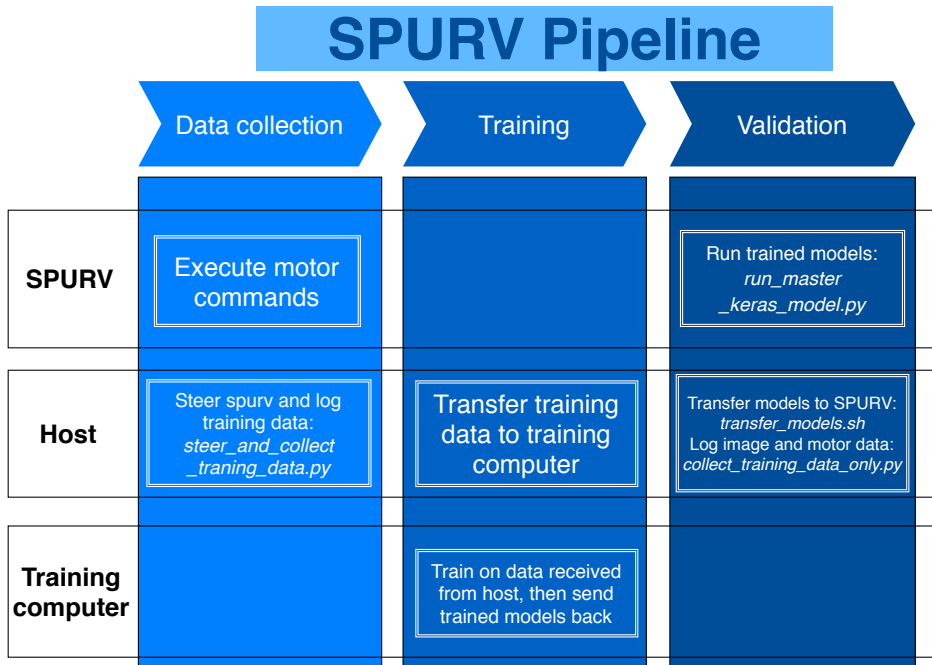 SPURV Pipeline
Data collection
Training
Validation
SPURV
Execute motor
commands
Run trained models:
run_master
_keras_model.py
Host
Steer spurv and log
training data:
steer_and_collect
_traning_data.py
Transfer training
data to training
computer
Transfer models to SPURV:
transfer_models.sh
Log image and motor data:
collect_training_data_only.py
Training
computer
Train on data received
from host, then send
trained models back